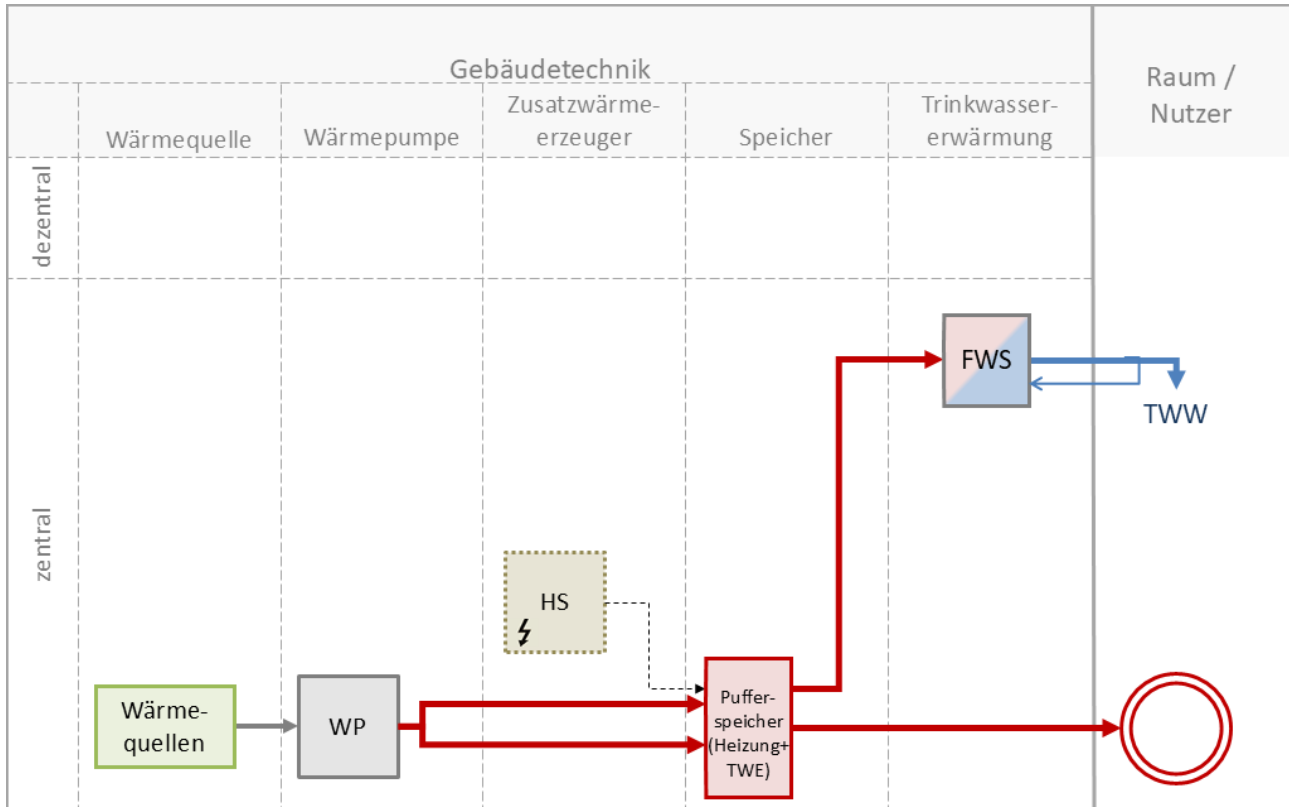 Gebäudetechnik
Raum /
Nutzer
Wärmequelle
Wärmepumpe
Zusatzwärme-
erzeuger
Speicher
Trinkwasser-
erwärmung
dezentral
zentral
FWS
TWW
HS
Wärme-
quellen
WP
Puffer-
speicher
(Heizung+
TWE)